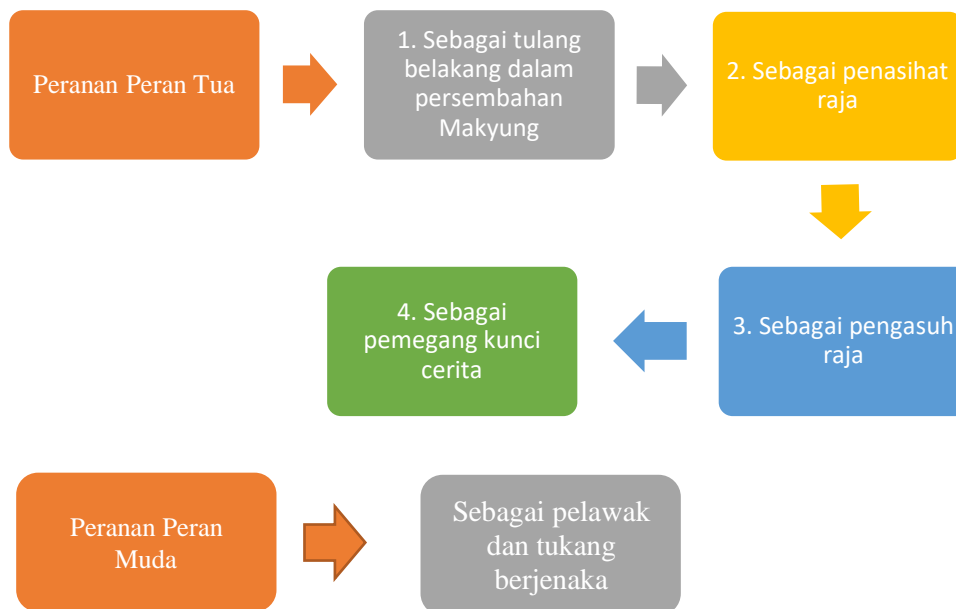 Peranan Peran Tua
1. Sebagai tulang
belakang dalam
persembahan
Makyung
2. Sebagai penasihat
raja
3. Sebagai pengasuh
raja
4. Sebagai
pemegang kunci
cerita
Peranan Peran
Muda
Sebagai pelawak
dan tukang
berjenaka